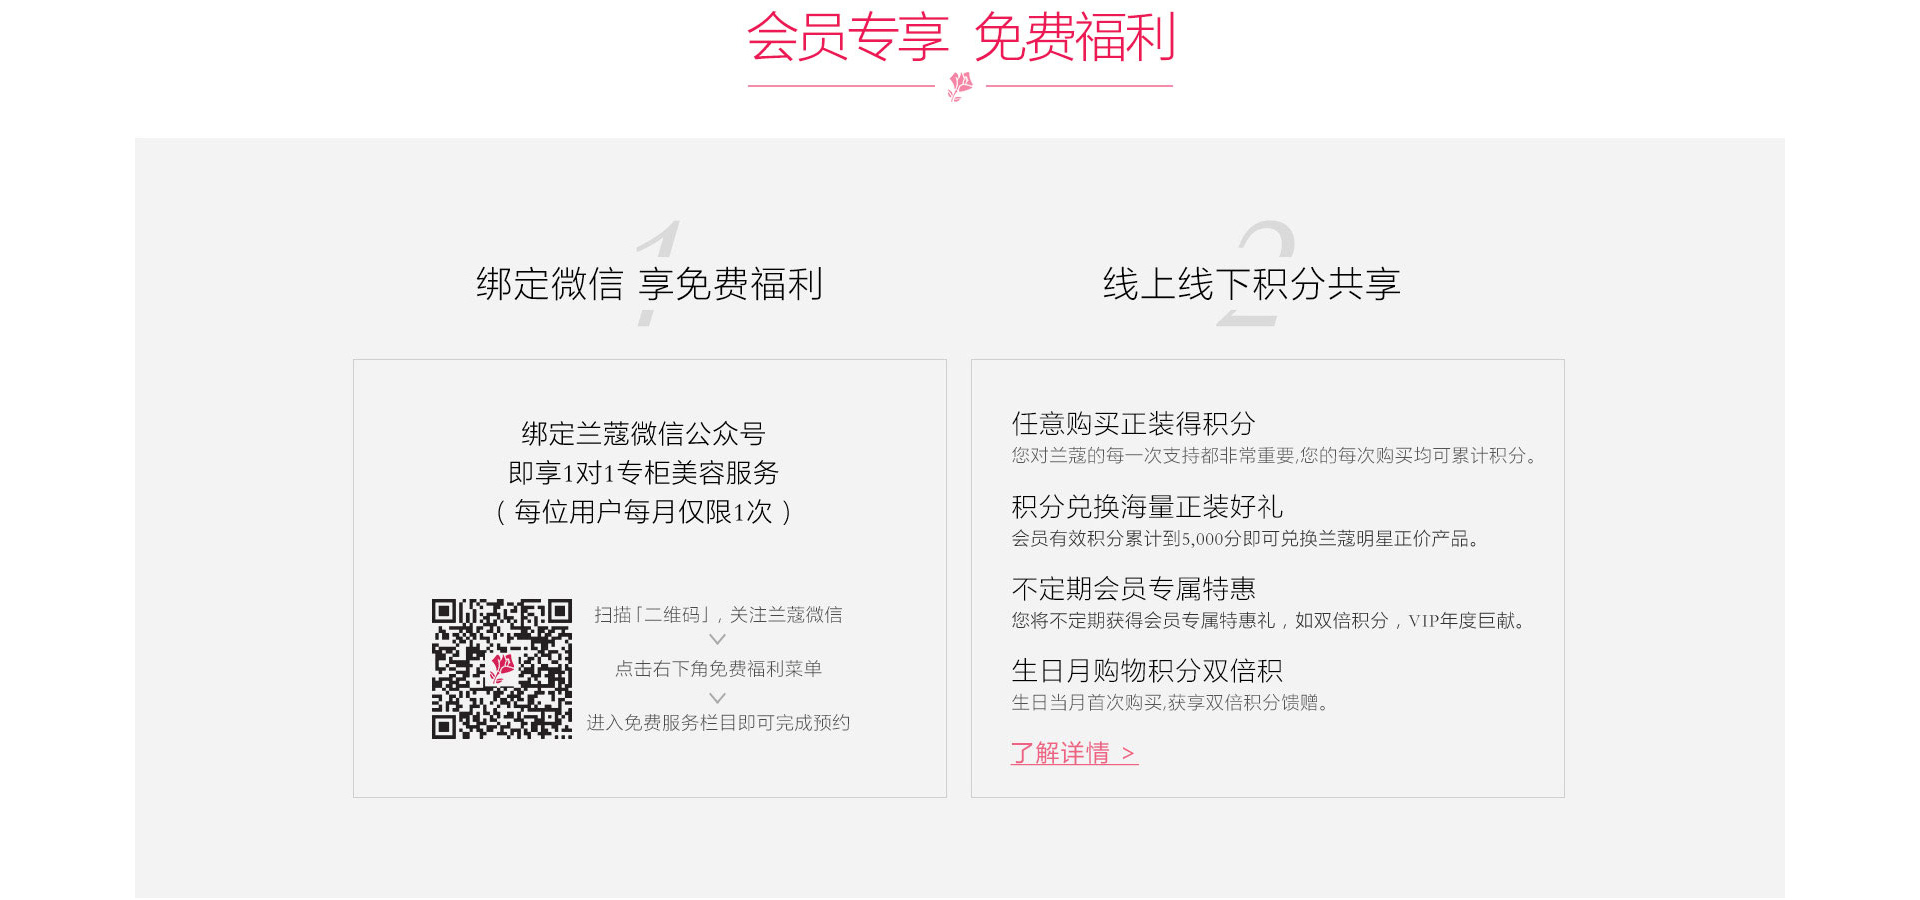 会员专享 免费福利
1
绑定微信 享免费福利
绑定兰蔻微信公众号
即享1对1专柜美容服务
（ 每位用户每月仅限1次 ）
扫描「二维码」, 关注兰蔻微信
点击右下角免费福利菜单
进入免费服务栏目即可完成预约
2
线上线下积分共享
任意购买正装得积分
您对兰蔻的每一次支持都非常重要,您的每次购买均可累计积分。
积分兑换海量正装好礼
会员有效积分累计到5,000分即可兑换兰蔻明星正价产品。
不定期会员专属特惠
您将不定期获得会员专属特惠礼，如双倍积分，VIP年度巨献。
生日月购物积分双倍积
生日当月首次购买,获享双倍积分馈赠。
了解详情 >